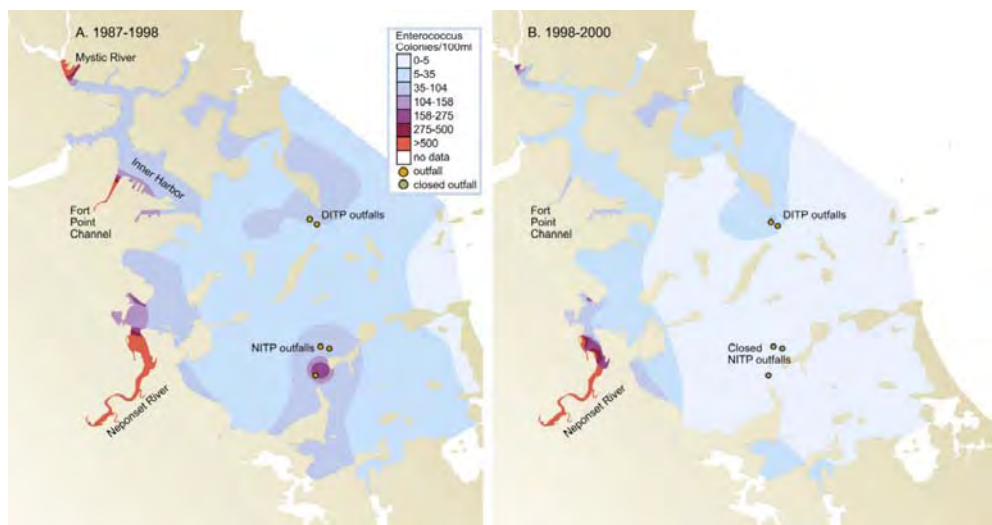 A. 1987-1998
Mystic River
Inner Harbor
Fort
Point
Channel
DITP outfalls
NITP outfalls
Neponset River
Enterococcus
Colonies/100ml
0-5
5-35
35-104
104-158
158-275
275-500
>500
no data
outfall
closed outfall
B. 1998-2000
Fort
Point
Channel
DITP outfalls
Closed
NITP outfalls
Neponset River